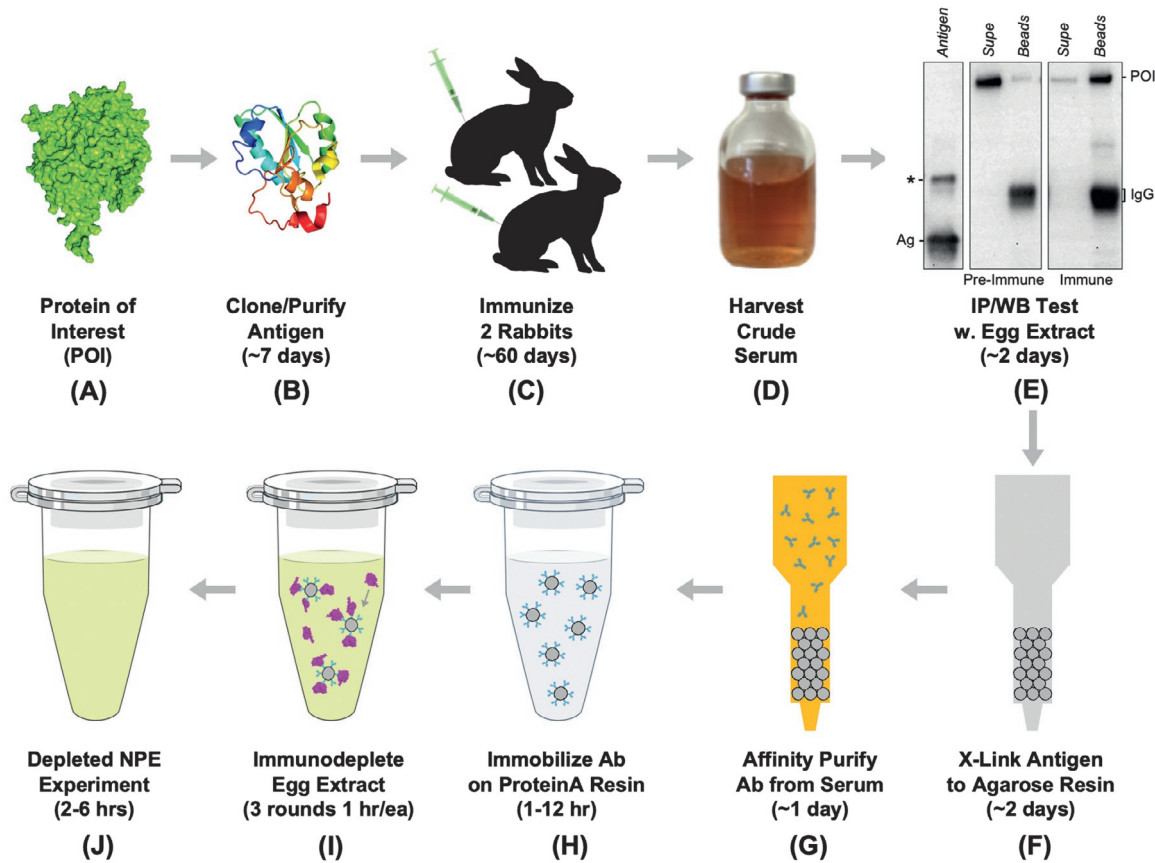 Antigen
Supe
Beads
Supe
Beads
POI
*
IgG
Ag
Pre-Immune
Immune
Protein of
Interest
(POI)
(A)
Clone/Purify
Antigen
(~7 days)
(B)
Immunize
2 Rabbits
(~60 days)
(C)
Harvest
Crude
Serum
(D)
IP/WB Test
w. Egg Extract
(~2 days)
(E)
Depleted NPE
Experiment
(2-6 hrs)
(J)
Immunodeplete
Egg Extract
(3 rounds 1 hr/ea)
(I)
Immobilize Ab
on ProteinA Resin
(1-12 hr)
(H)
Affinity Purify
Ab from Serum
(~1 day)
(G)
X-Link Antigen
to Agarose Resin
(~2 days)
(F)